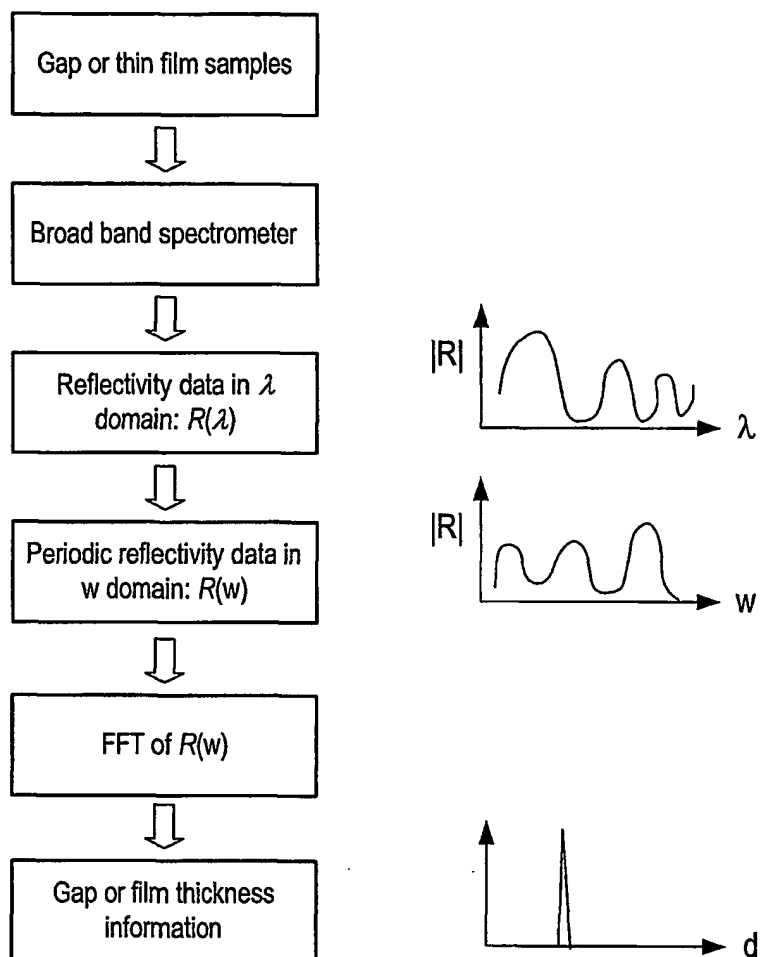 Gap or thin film samples
Broad band spectrometer
Reflectivity data in λ
domain: R(λ)
|R|
λ
Periodic reflectivity data in
w domain: R(w)
|R|
w
FFT of R(w)
Gap or film thickness
information
d